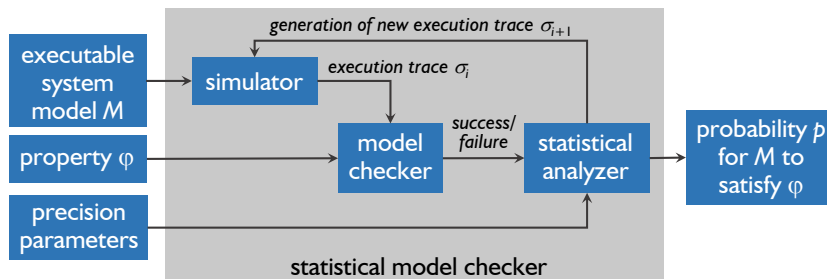 generation of new execution trace σi+1
executable
system
model M
simulator
execution trace σi
property φ
model
checker
success/
failure
statistical
analyzer
probability p
for M to
satisfy φ
precision
parameters
statistical model checker